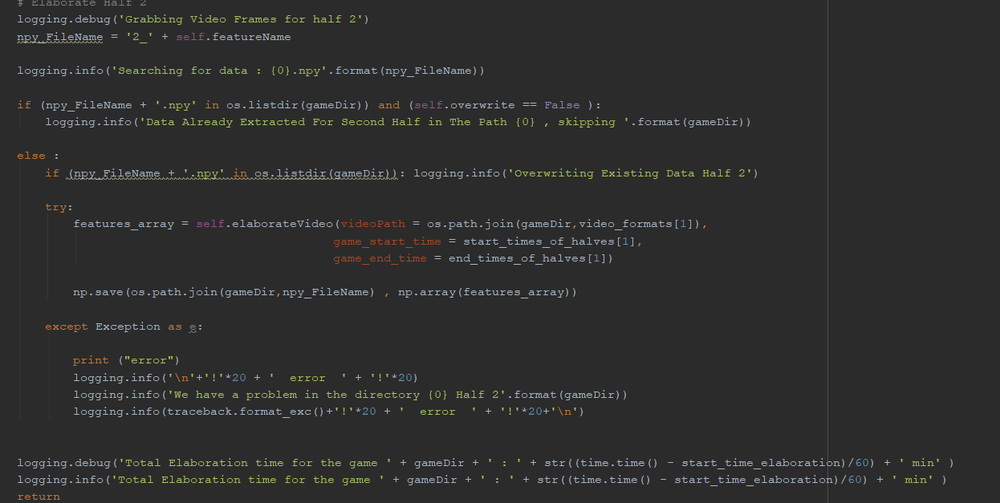 # Elaborate Half 2
logging.debug('Grabbing Video Frames for half 2')
npy_FileName = '2_' + self.featureName
logging.info('Searching for data : {0}.npy'.format(npy_FileName))
if (npy_FileName + '.npy' in os.listdir(gameDir)) and (self.overwrite == False ):
    logging.info('Data Already Extracted For Second Half in The Path {0} , skipping '.format(gameDir))
else :
    if (npy_FileName + '.npy' in os.listdir(gameDir)): logging.info('Overwriting Existing Data Half 2')
    try:
        features_array = self.elaborateVideo(videoPath = os.path.join(gameDir,video_formats[1]),
                                            game_start_time = start_times_of_halves[1],
                                            game_end_time = end_times_of_halves[1])
        np.save(os.path.join(gameDir,npy_FileName) , np.array(features_array))
    except Exception as e:
        print ("error")
        logging.info('\n'+'!'*20 + '  error  ' + '!'*20)
        logging.info('We have a problem in the directory {0} Half 2'.format(gameDir))
        logging.info(traceback.format_exc()+'!'*20 + '  error  ' + '!'*20+'\n')
logging.debug('Total Elaboration time for the game ' + gameDir + ' : ' + str((time.time() - start_time_elaboration)/60) + ' min' )
logging.info('Total Elaboration time for the game ' + gameDir + ' : ' + str((time.time() - start_time_elaboration)/60) + ' min' )
return